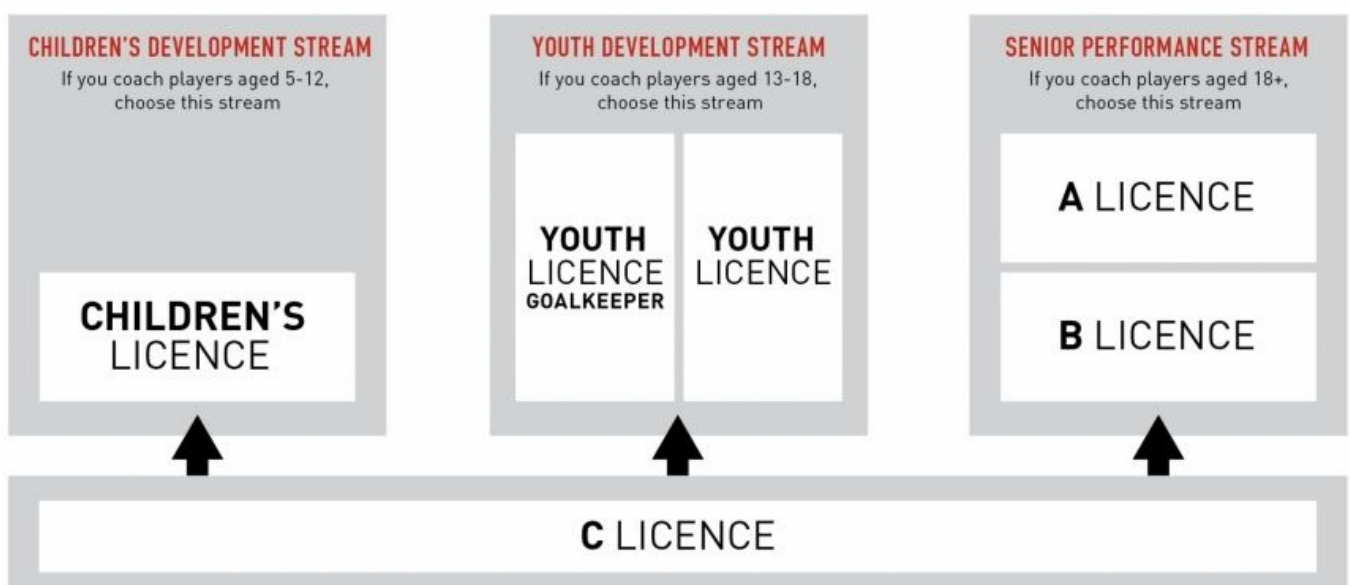 CHILDREN'S DEVELOPMENT STREAM
If you coach players aged 5-12,
choose this stream
CHILDREN'S
LICENCE
YOUTH DEVELOPMENT STREAM
If you coach players aged 13-18,
choose this stream
YOUTH
LICENCE
GOALKEEPER
YOUTH
LICENCE
SENIOR PERFORMANCE STREAM
If you coach players aged 18+,
choose this stream
A LICENCE
B LICENCE
C LICENCE